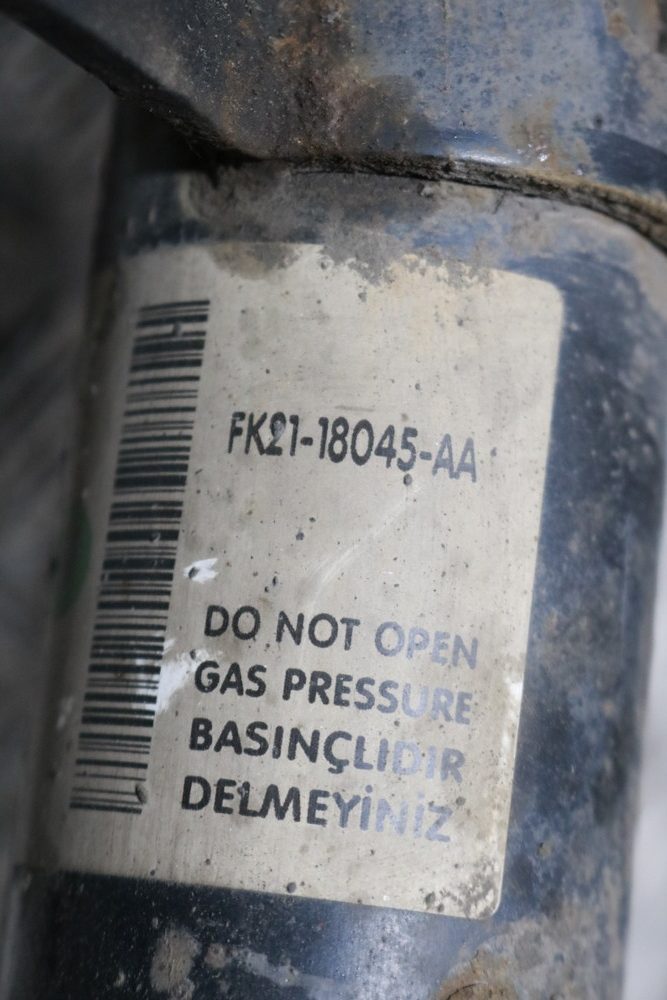 FK21-18045-AA
DO NOT OPEN
GAS PRESSURE
BASINÇLIDIR
DELMEYİNİZ